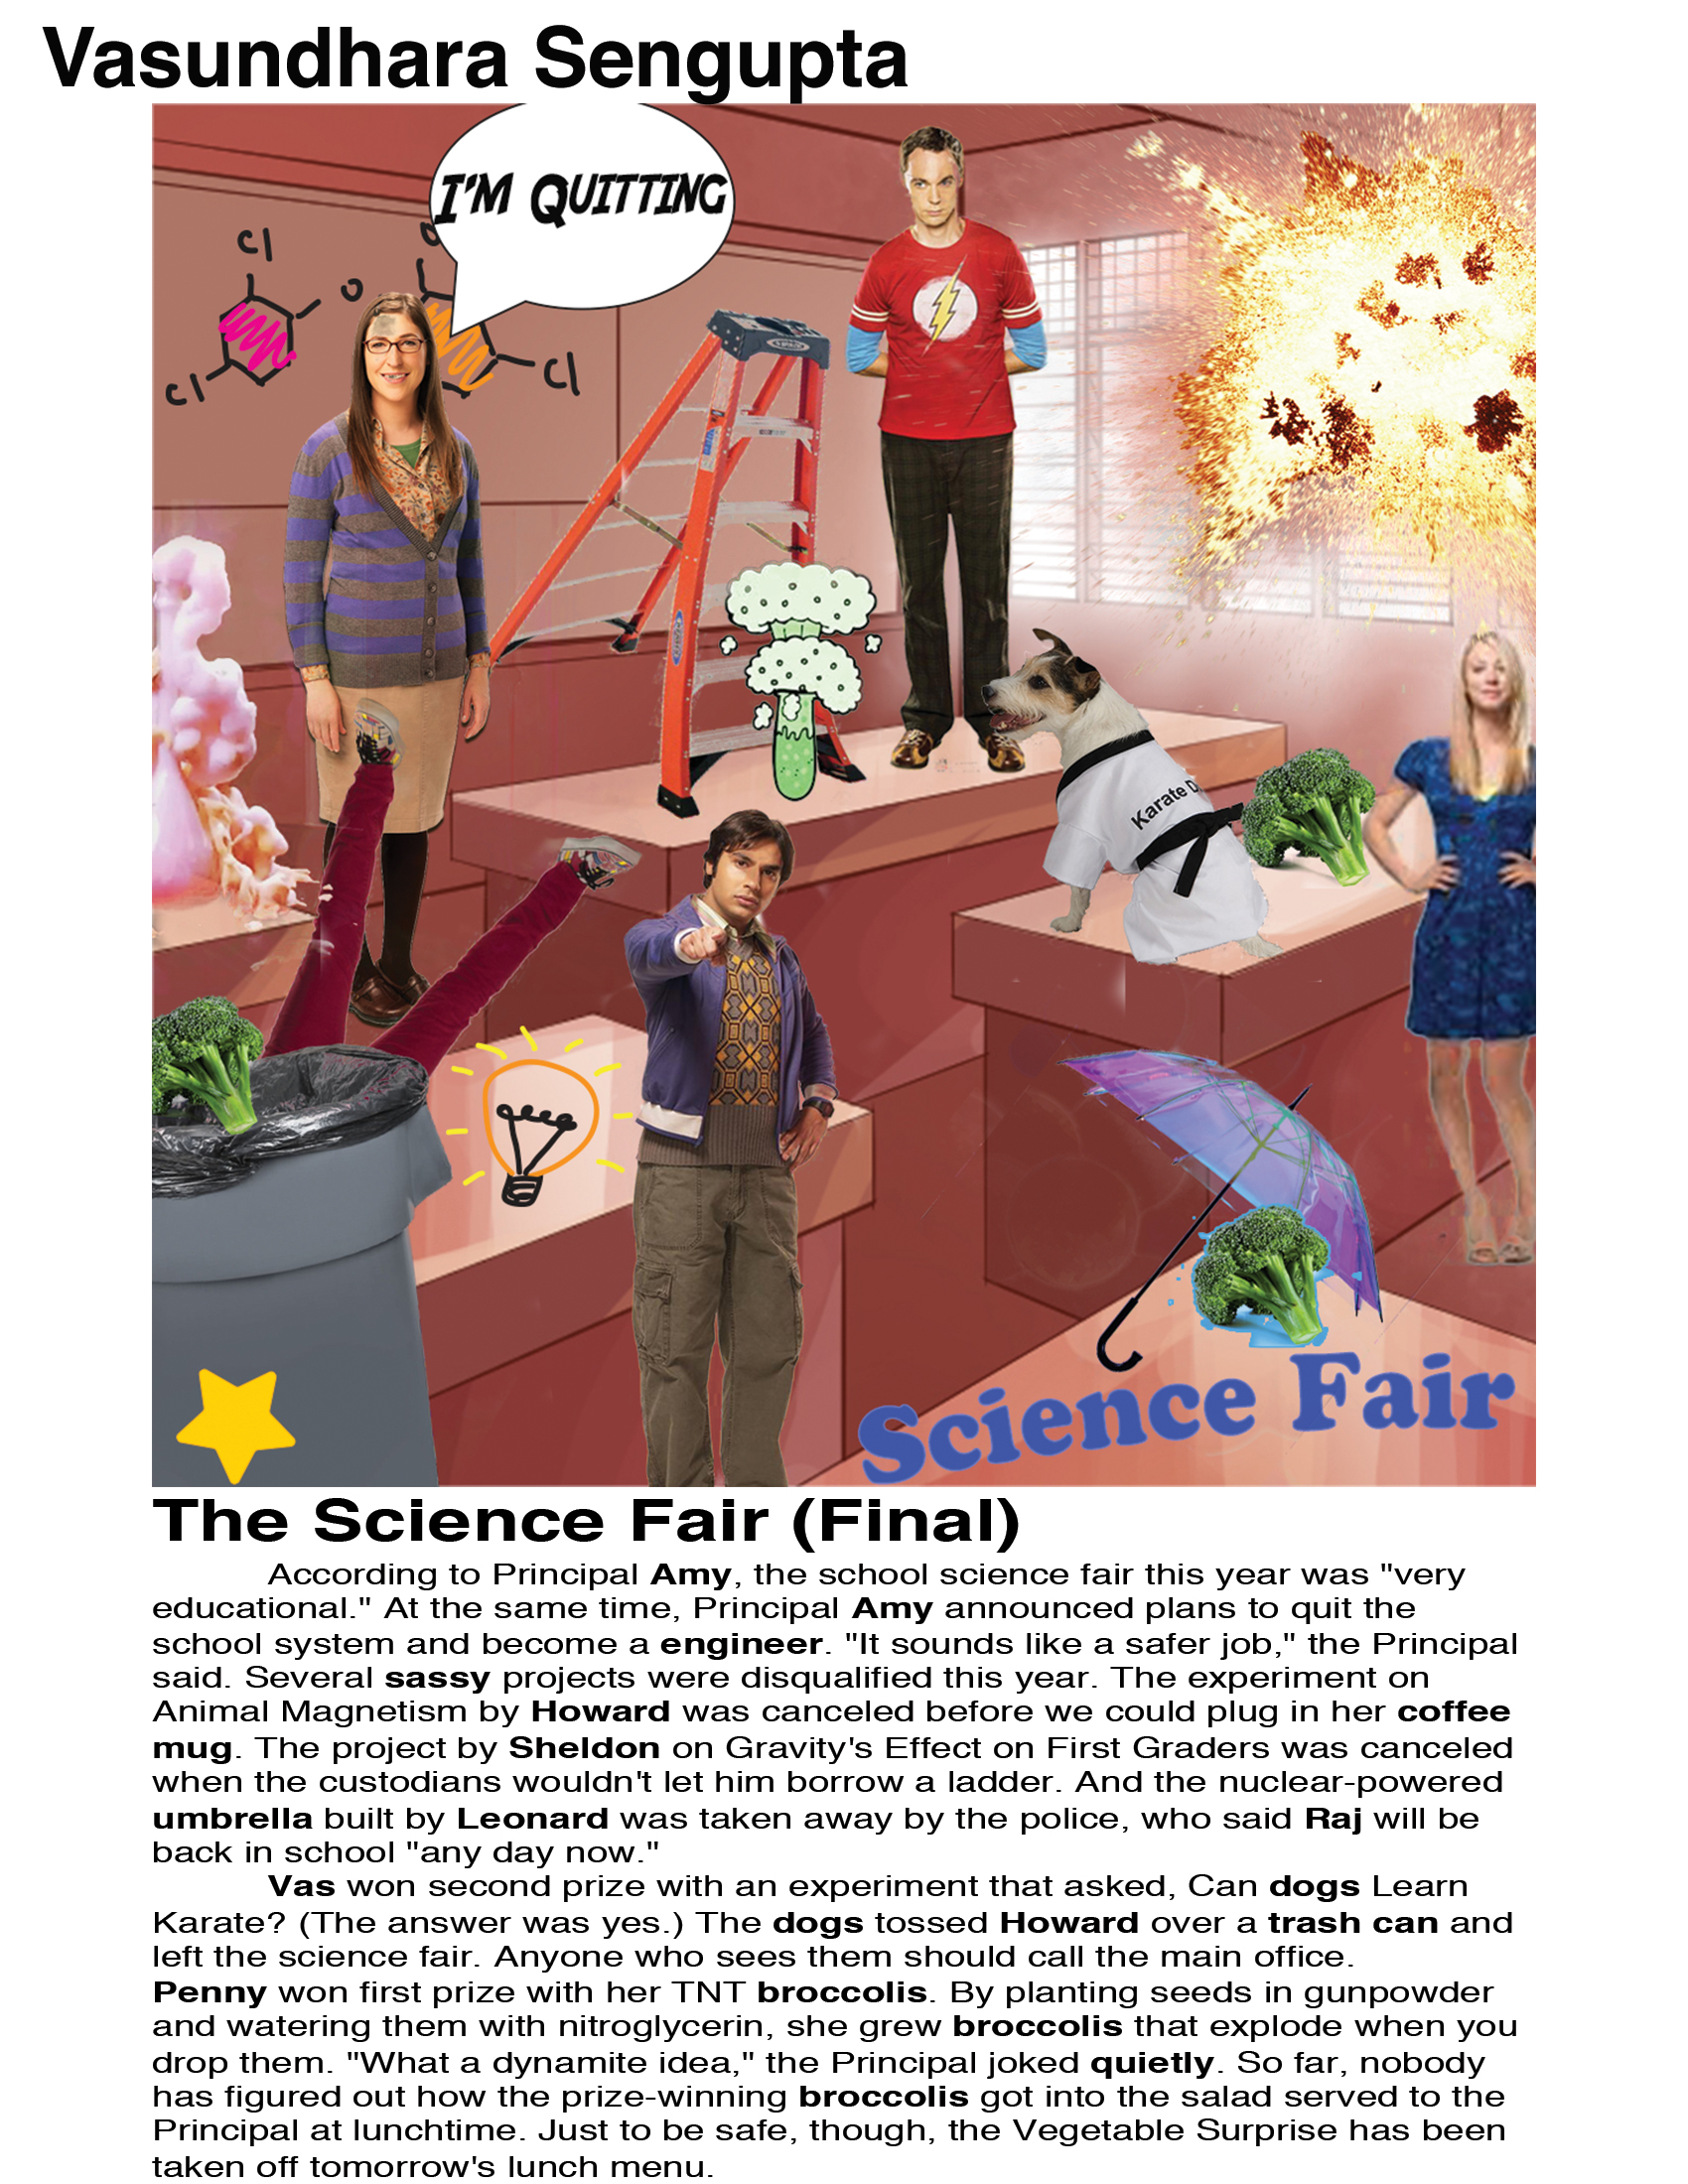 Vasundhara Sengupta
I'M QUITTING
Cl
O
O
Cl
Cl
Karate D
Science Fair
The Science Fair (Final)
According to Principal Amy, the school science fair this year was "very
educational." At the same time, Principal Amy announced plans to quit the
school system and become a engineer. "It sounds like a safer job," the Principal
said. Several sassy projects were disqualified this year. The experiment on
Animal Magnetism by Howard was canceled before we could plug in her coffee
mug. The project by Sheldon on Gravity's Effect on First Graders was canceled
when the custodians wouldn't let him borrow a ladder. And the nuclear-powered
umbrella built by Leonard was taken away by the police, who said Raj will be
back in school "any day now."
Vas won second prize with an experiment that asked, Can dogs Learn
Karate? (The answer was yes.) The dogs tossed Howard over a trash can and
left the science fair. Anyone who sees them should call the main office.
Penny won first prize with her TNT broccolis. By planting seeds in gunpowder
and watering them with nitroglycerin, she grew broccolis that explode when you
drop them. "What a dynamite idea," the Principal joked quietly. So far, nobody
has figured out how the prize-winning broccolis got into the salad served to the
Principal at lunchtime. Just to be safe, though, the Vegetable Surprise has been
taken off tomorrow's lunch menu.